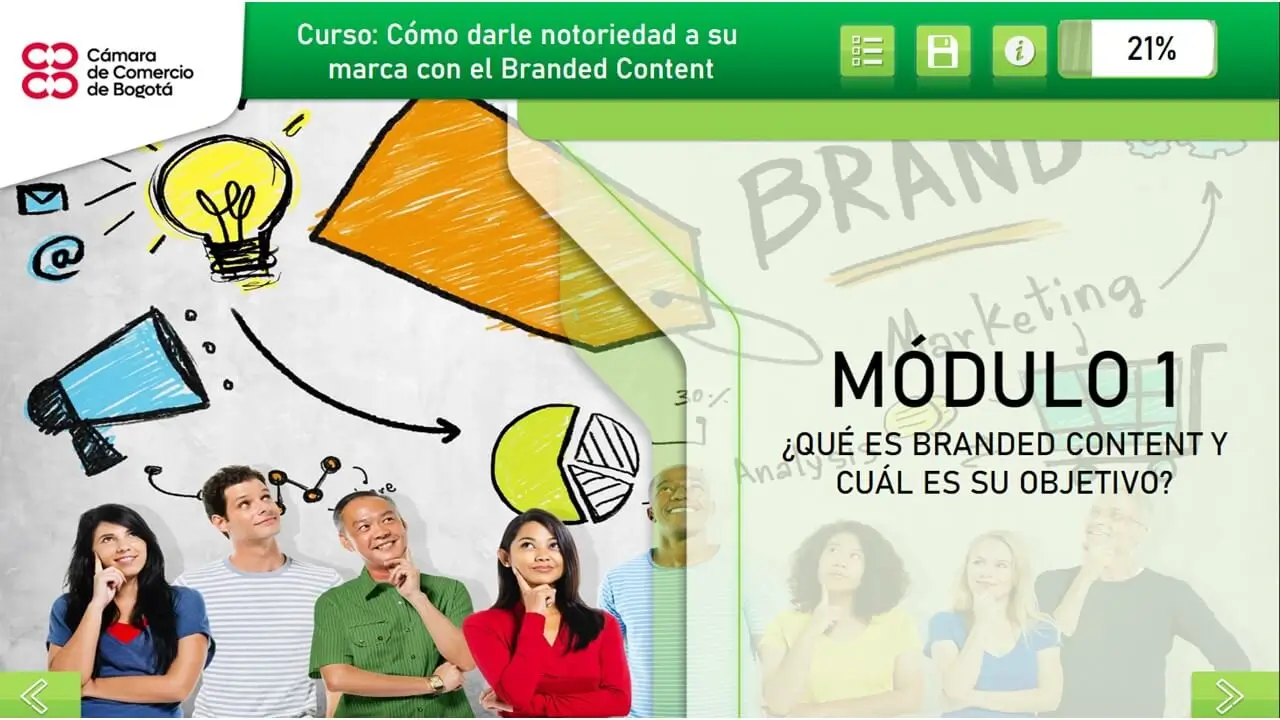 Cámara
de Comercio
de Bogotá
Curso: Cómo darle notoriedad a su
marca con el Branded Content
21%
@
BRAND
Marketing
30%
Analysis
MÓDULO 1
¿QUÉ ES BRANDED CONTENT Y
CUÁL ES SU OBJETIVO?